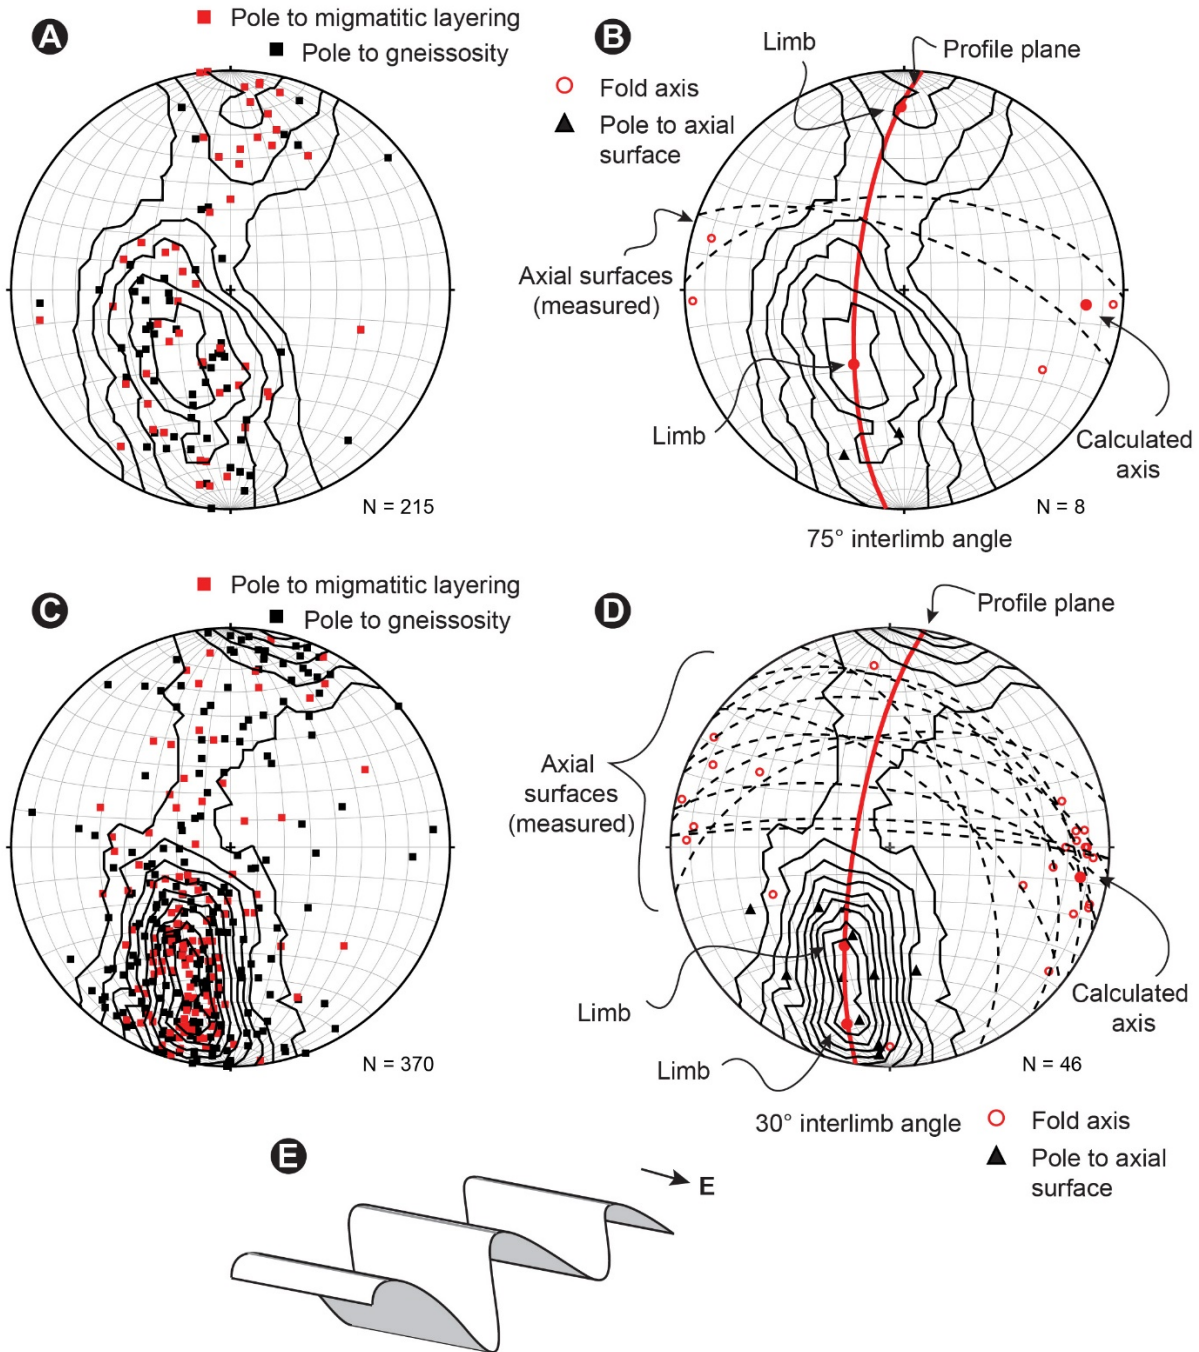 A
Pole to migmatitic layering
Pole to gneissosity
N = 215
B
Limb
Profile plane
Fold axis
Pole to axial
surface
Axial surfaces
(measured)
Limb
Calculated
axis
N = 8
75° interlimb angle
C
Pole to migmatitic layering
Pole to gneissosity
N = 370
D
Profile plane
Axial
surfaces
(measured)
Limb
Limb
Calculated
axis
N = 46
30° interlimb angle
Fold axis
Pole to axial
surface
E
E